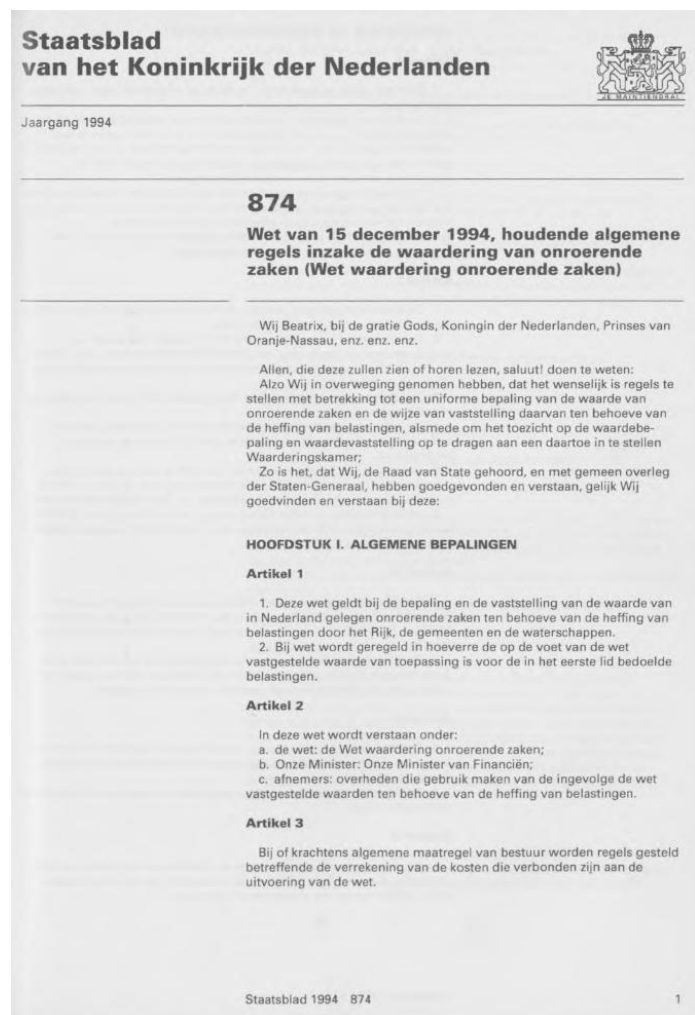 Staatsblad
van het Koninkrijk der Nederlanden
JE MAINTIENDRAI
Jaargang 1994
874
Wet van 15 december 1994, houdende algemene
regels inzake de waardering van onroerende
zaken (Wet waardering onroerende zaken)
Wij Beatrix, bij de gratie Gods, Koningin der Nederlanden, Prinses van
Oranje-Nassau, enz. enz. enz.
Allen, die deze zullen zien of horen lezen, saluut! doen te weten:
Alzo Wij in overweging genomen hebben, dat het wenselijk is regels te
stellen met betrekking tot een uniforme bepaling van de waarde van
onroerende zaken en de wijze van vaststelling daarvan ten behoeve van
de heffing van belastingen, alsmede om het toezicht op de waardebe-
paling en waardevaststelling op te dragen aan een daartoe in te stellen
Waarderingskamer;
Zo is het, dat Wij, de Raad van State gehoord, en met gemeen overleg
der Staten-Generaal, hebben goedgevonden en verstaan, gelijk Wij
goedvinden en verstaan bij deze:
HOOFDSTUK I. ALGEMENE BEPALINGEN
Artikel 1
1. Deze wet geldt bij de bepaling en de vaststelling van de waarde van
in Nederland gelegen onroerende zaken ten behoeve van de heffing van
belastingen door het Rijk, de gemeenten en de waterschappen.
2. Bij wet wordt geregeld in hoeverre de op de voet van de wet
vastgestelde waarde van toepassing is voor de in het eerste lid bedoelde
belastingen.
Artikel 2
In deze wet wordt verstaan onder:
a. de wet: de Wet waardering onroerende zaken;
b. Onze Minister: Onze Minister van Financiën;
c. afnemers: overheden die gebruik maken van de ingevolge de wet
vastgestelde waarden ten behoeve van de heffing van belastingen.
Artikel 3
Bij of krachtens algemene maatregel van bestuur worden regels gesteld
betreffende de verrekening van de kosten die verbonden zijn aan de
uitvoering van de wet.
Staatsblad 1994 874 1